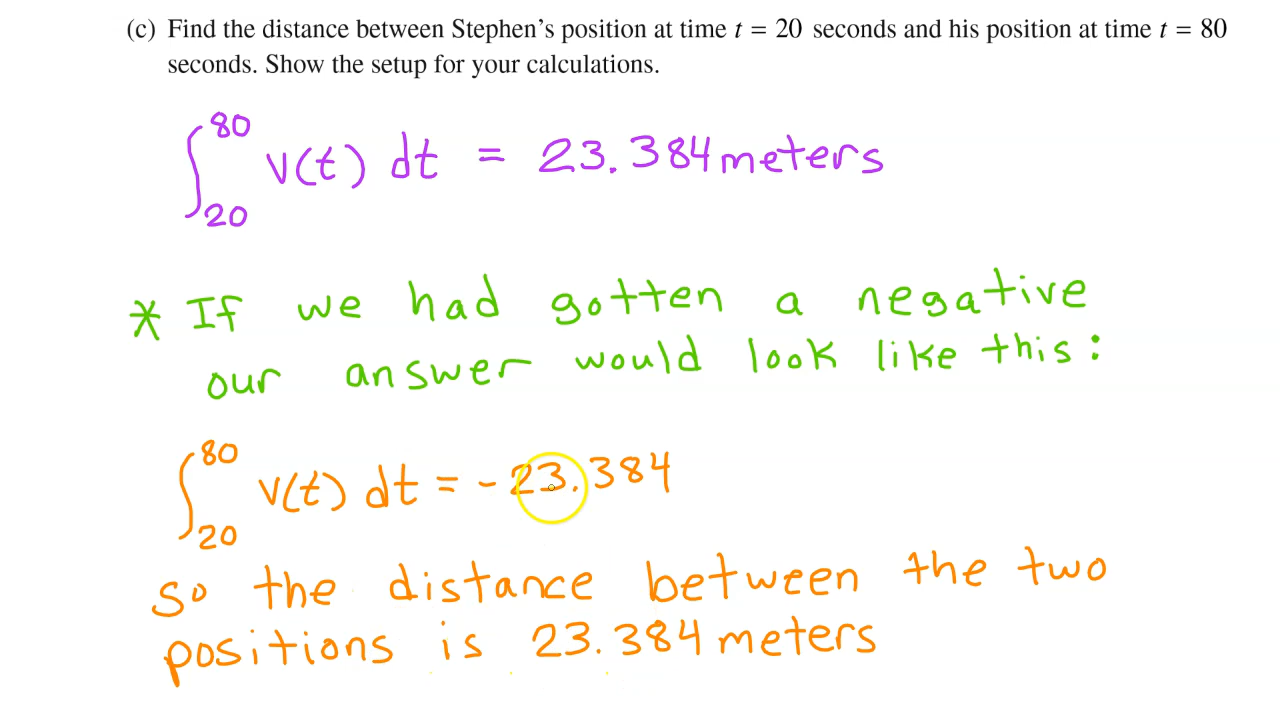 (c) Find the distance between Stephen's position at time t = 20 seconds and his position at time t = 80
seconds. Show the setup for your calculations.
∫₂₀⁸⁰ v(t) dt = 23.384 meters
* If we had gotten a negative
our answer would look like this:
∫₂₀⁸⁰ v(t) dt = -23.384
so the distance between the two
positions is 23.384 meters